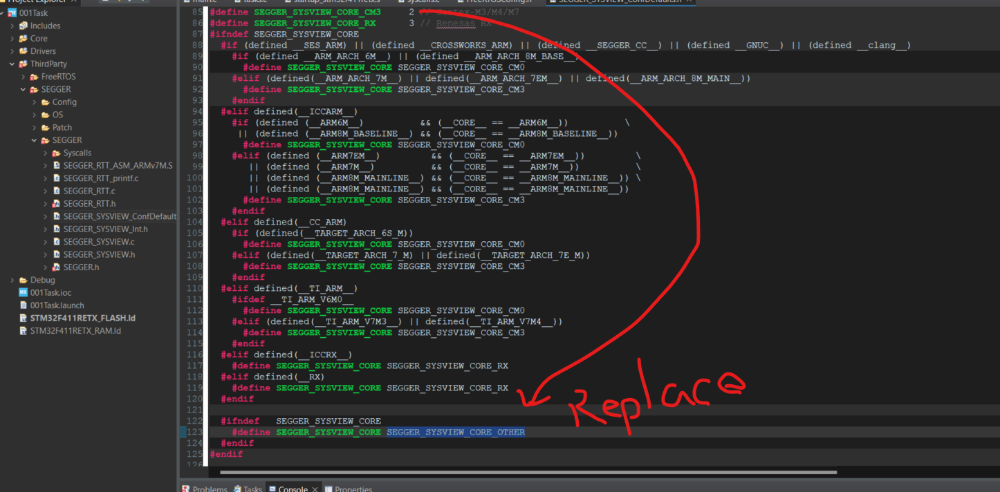 Project Explorer
main.c tasks.c startup_stm32f411retx.s syscalls.c FreeRTOSConfig.h SEGGER_SYSVIEW_ConfDefaults.h
001Task
Includes
Core
Drivers
ThirdParty
FreeRTOS
SEGGER
Config
OS
Patch
SEGGER
Syscalls
SEGGER_RTT_ASM_ARMv7M.S
SEGGER_RTT_printf.c
SEGGER_RTT.c
SEGGER_RTT.h
SEGGER_SYSVIEW_ConfDefault
SEGGER_SYSVIEW_Int.h
SEGGER_SYSVIEW.c
SEGGER_SYSVIEW.h
SEGGER.h
Debug
001Task.ioc
001Task.launch
STM32F411RETX_FLASH.ld
STM32F411RETX_RAM.ld
85 #define SEGGER_SYSVIEW_CORE_CM3 2 // Cortex-M3/M4/M7
86 #define SEGGER_SYSVIEW_CORE_RX 3 // Renesas RX
87 #ifndef SEGGER_SYSVIEW_CORE
88 #if (defined __SES_ARM) || (defined __CROSSWORKS_ARM) || (defined __SEGGER_CC__) || (defined __GNUC__) || (defined __clang__)
89 #if (defined __ARM_ARCH_6M__) || (defined __ARM_ARCH_8M_BASE__)
90 #define SEGGER_SYSVIEW_CORE SEGGER_SYSVIEW_CORE_CM0
91 #elif (defined(__ARM_ARCH_7M__) || defined(__ARM_ARCH_7EM__) || defined(__ARM_ARCH_8M_MAIN__))
92 #define SEGGER_SYSVIEW_CORE SEGGER_SYSVIEW_CORE_CM3
93 #endif
94 #elif defined(__ICCARM__)
95 #if (defined (__ARM6M__) && (__CORE__ == __ARM6M__)) \
96 || (defined (__ARM8M_BASELINE__) && (__CORE__ == __ARM8M_BASELINE__))
97 #define SEGGER_SYSVIEW_CORE SEGGER_SYSVIEW_CORE_CM0
98 #elif (defined (__ARM7EM__) && (__CORE__ == __ARM7EM__)) \
99 || (defined (__ARM7M__) && (__CORE__ == __ARM7M__)) \
100 || (defined (__ARM8M_MAINLINE__) && (__CORE__ == __ARM8M_MAINLINE__)) \
101 || (defined (__ARM8M_MAINLINE__) && (__CORE__ == __ARM8M_MAINLINE__))
102 #define SEGGER_SYSVIEW_CORE SEGGER_SYSVIEW_CORE_CM3
103 #endif
104 #elif defined(__CC_ARM)
105 #if (defined(__TARGET_ARCH_6S_M))
106 #define SEGGER_SYSVIEW_CORE SEGGER_SYSVIEW_CORE_CM0
107 #elif (defined(__TARGET_ARCH_7_M) || defined(__TARGET_ARCH_7E_M))
108 #define SEGGER_SYSVIEW_CORE SEGGER_SYSVIEW_CORE_CM3
109 #endif
110 #elif defined(__TI_ARM__)
111 #ifdef __TI_ARM_V6M0__
112 #define SEGGER_SYSVIEW_CORE SEGGER_SYSVIEW_CORE_CM0
113 #elif (defined(__TI_ARM_V7M3__) || defined(__TI_ARM_V7M4__))
114 #define SEGGER_SYSVIEW_CORE SEGGER_SYSVIEW_CORE_CM3
115 #endif
116 #elif defined(__ICCRX__)
117 #define SEGGER_SYSVIEW_CORE SEGGER_SYSVIEW_CORE_RX
118 #elif defined(__RX)
119 #define SEGGER_SYSVIEW_CORE SEGGER_SYSVIEW_CORE_RX
120 #endif
121
122 #ifndef SEGGER_SYSVIEW_CORE
123 #define SEGGER_SYSVIEW_CORE SEGGER_SYSVIEW_CORE_OTHER
124 #endif
125 #endif
126
Replace
Problems Tasks Console Properties